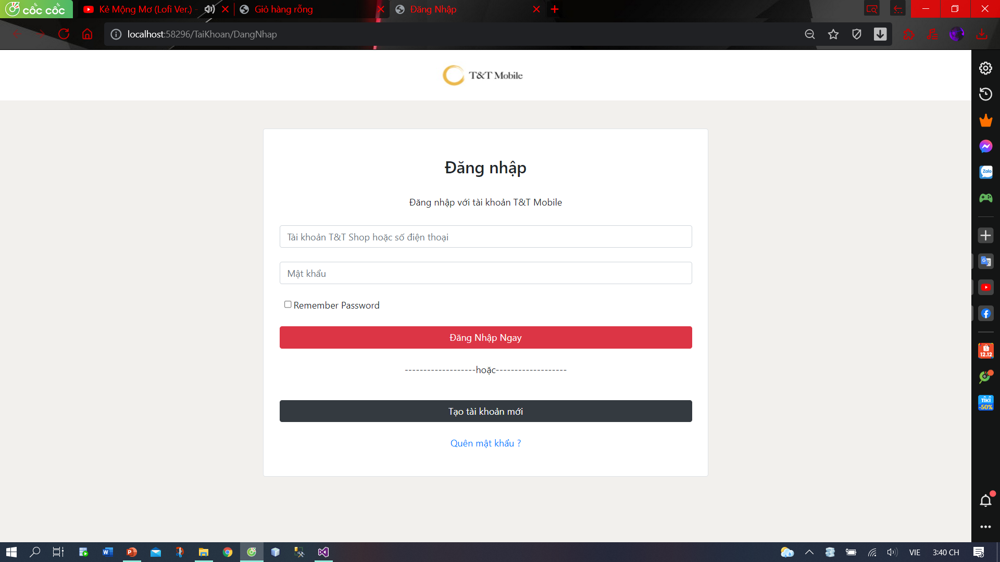 cốc cốc
Kẻ Mộng Mơ (Lofi Ver.) -
Giỏ hàng rỗng
Đăng Nhập
localhost:58296/TaiKhoan/DangNhap
T&T Mobile
Đăng nhập
Đăng nhập với tài khoản T&T Mobile
Tài khoản T&T Shop hoặc số điện thoại
Mật khẩu
Remember Password
Đăng Nhập Ngay
-------------------hoặc-------------------
Tạo tài khoản mới
Quên mật khẩu ?
Zalo
12.12
TIKI
-50%
VIE
3:40 CH